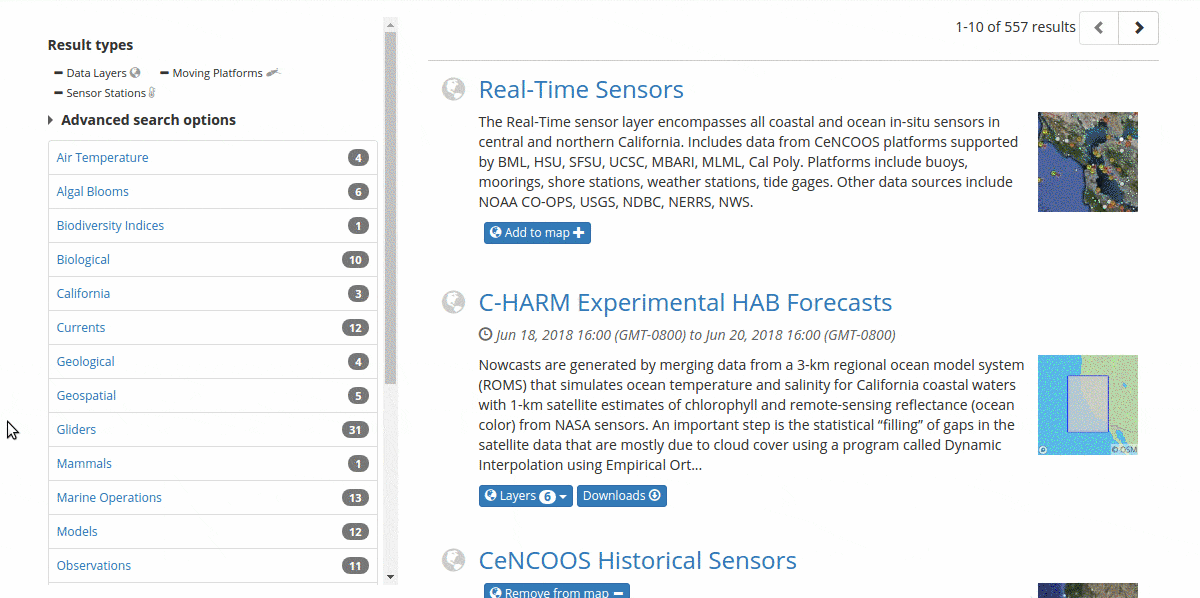 Result types
Data Layers
Moving Platforms
Sensor Stations
Advanced search options
Air Temperature 4
Algal Blooms 6
Biodiversity Indices 1
Biological 10
California 3
Currents 12
Geological 4
Geospatial 5
Gliders 31
Mammals 1
Marine Operations 13
Models 12
Observations 11
1-10 of 557 results
Real-Time Sensors
The Real-Time sensor layer encompasses all coastal and ocean in-situ sensors in
central and northern California. Includes data from CeNCOOS platforms supported
by BML, HSU, SFSU, UCSC, MBARI, MLML, Cal Poly. Platforms include buoys,
moorings, shore stations, weather stations, tide gages. Other data sources include
NOAA CO-OPS, USGS, NDBC, NERRS, NWS.
Add to map
C-HARM Experimental HAB Forecasts
Jun 18, 2018 16:00 (GMT-0800) to Jun 20, 2018 16:00 (GMT-0800)
Nowcasts are generated by merging data from a 3-km regional ocean model system
(ROMS) that simulates ocean temperature and salinity for California coastal waters
with 1-km satellite estimates of chlorophyll and remote-sensing reflectance (ocean
color) from NASA sensors. An important step is the statistical “filling” of gaps in the
satellite data that are mostly due to cloud cover using a program called Dynamic
Interpolation using Empirical Ort...
© OSM
Layers 6
Downloads
CeNCOOS Historical Sensors
Remove from map